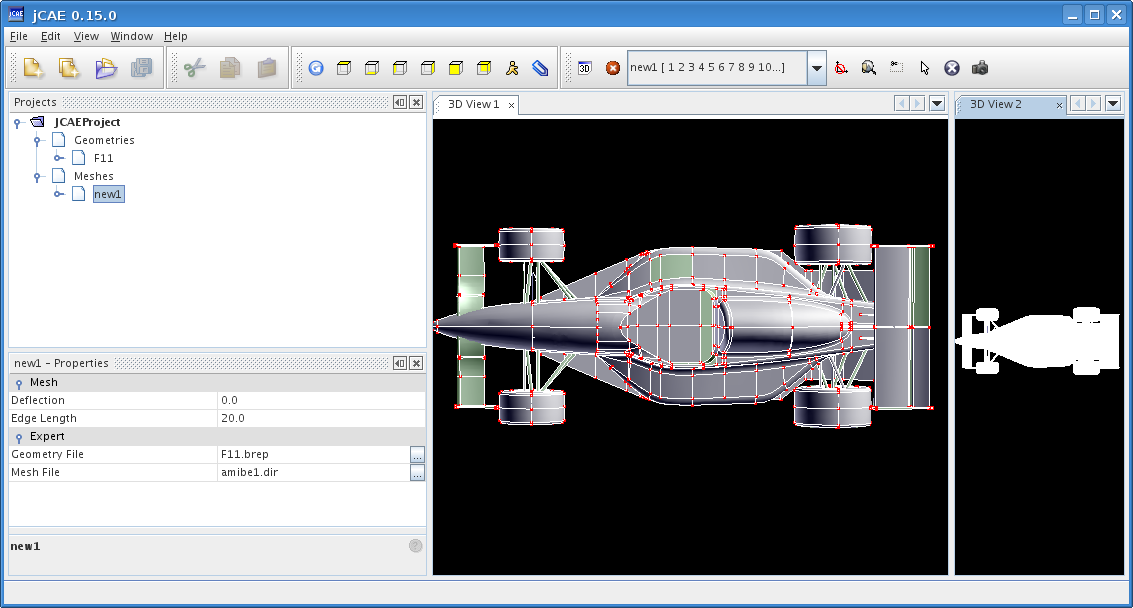 jCAE jCAE 0.15.0
File Edit View Window Help
3D new1 [ 1 2 3 4 5 6 7 8 9 10...]
Projects
JCAEProject
Geometries
F11
Meshes
new1
new1 - Properties
Mesh
Deflection 0.0
Edge Length 20.0
Expert
Geometry File F11.brep ...
Mesh File amibe1.dir ...
new1 ?
3D View 1
3D View 2